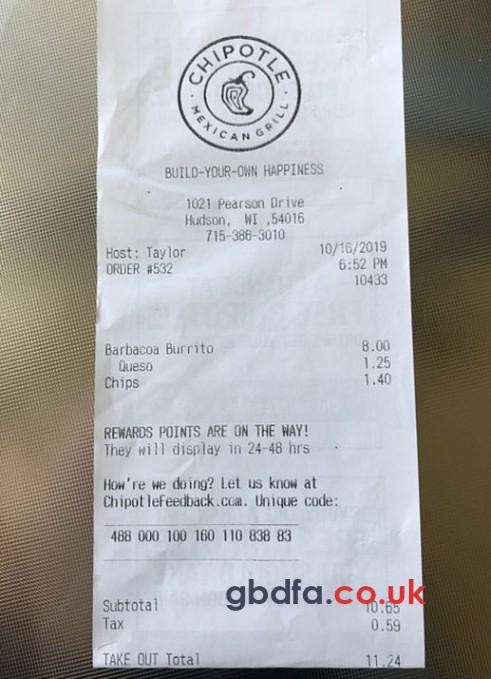 CHIPOTLE
MEXICAN GRILL
BUILD-YOUR-OWN HAPPINESS
1021 Pearson Drive
Hudson, WI ,54016
715-386-3010
Host: Taylor 10/16/2019
ORDER #532 6:52 PM
10433
Barbacoa Burrito 8.00
Queso 1.25
Chips 1.40
REWARDS POINTS ARE ON THE WAY!
They will display in 24-48 hrs
How're we doing? Let us know at
ChipotleFeedback.com. Unique code:
488 000 100 160 110 838 83
gbdfa.co.uk
Subtotal 10.65
Tax 0.59
TAKE OUT Total 11.24